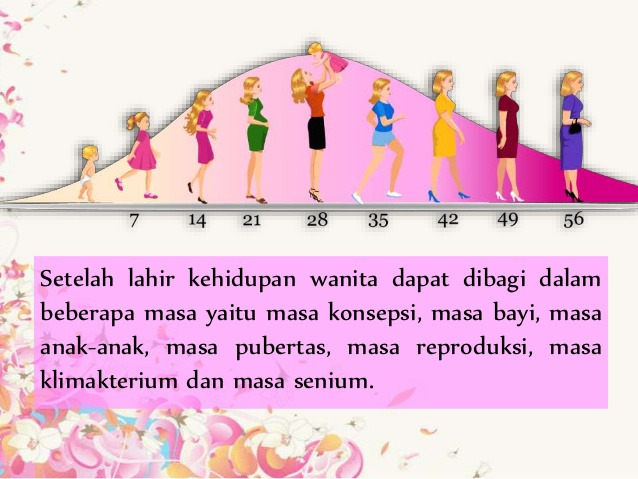 7 14 21 28 35 42 49 56
Setelah lahir kehidupan wanita dapat dibagi dalam
beberapa masa yaitu masa konsepsi, masa bayi, masa
anak-anak, masa pubertas, masa reproduksi, masa
klimakterium dan masa senium.